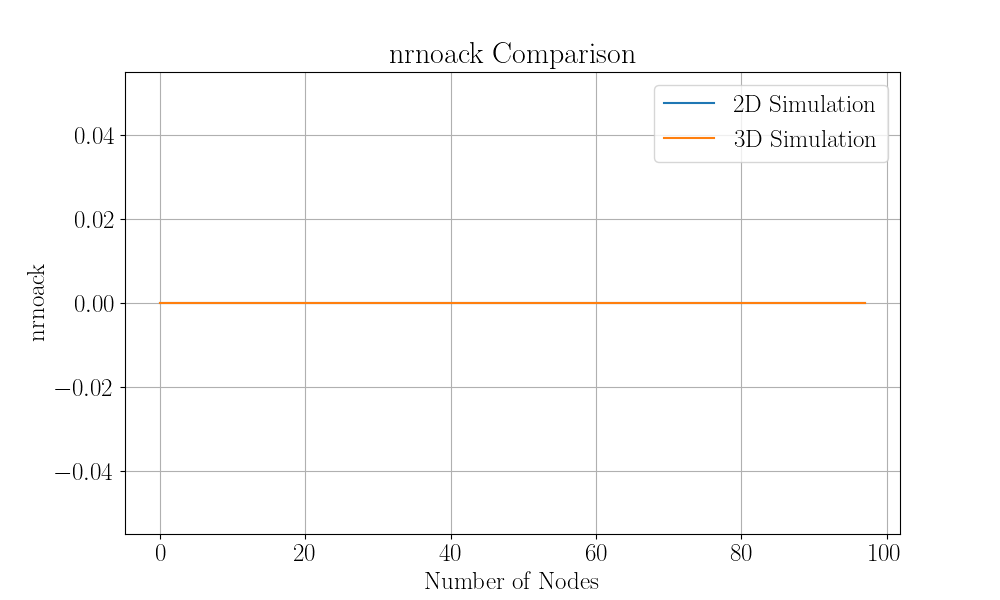 nrnoack Comparison
2D Simulation
3D Simulation
nrnoack
0.04
0.02
0.00
−0.02
−0.04
0 20 40 60 80 100
Number of Nodes